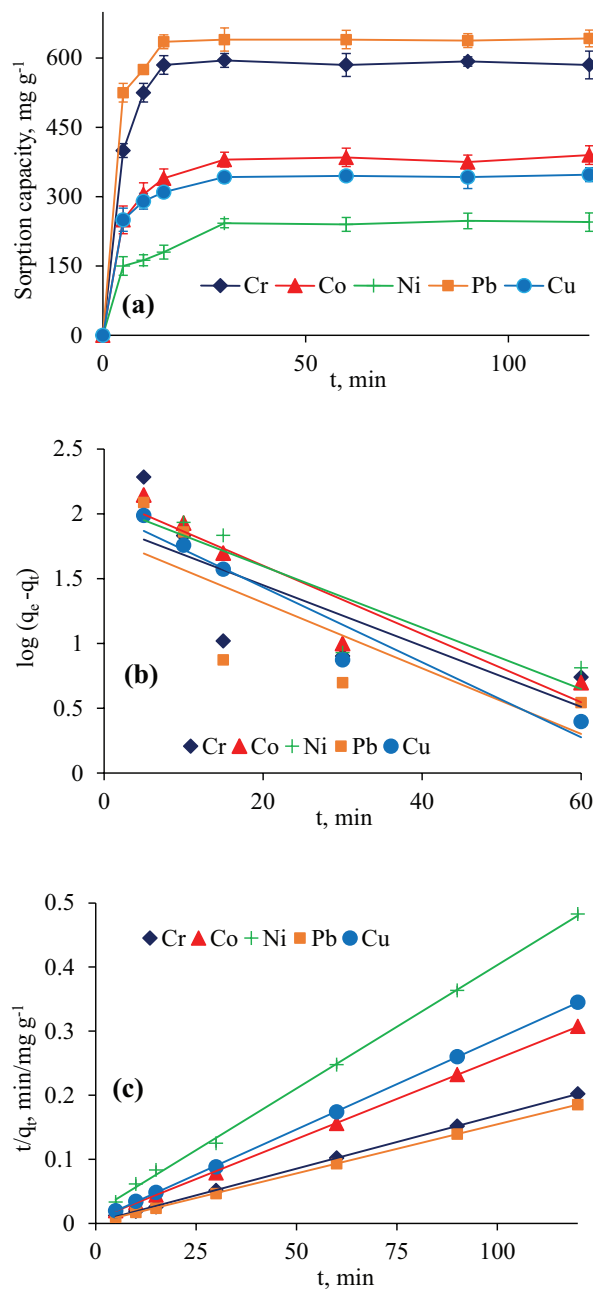 600
450
300
150
0
Sorption capacity, mg g⁻¹
(a)
Cr Co Ni Pb Cu
0 50 100
t, min
2.5
2
1.5
1
0.5
0
log (qₑ -qₜ)
(b)
Cr Co Ni Pb Cu
0 20 40 60
t, min
0.5
0.4
0.3
0.2
0.1
0
t/qₜ, min/mg g⁻¹
Cr Co Ni Pb Cu
(c)
0 25 50 75 100
t, min